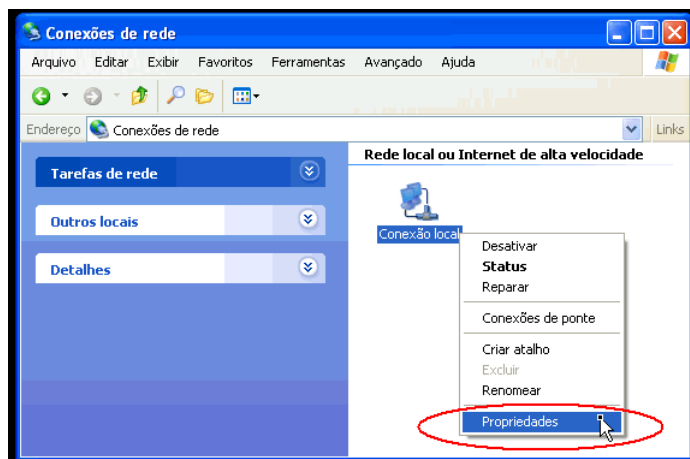 Conexões de rede
Arquivo Editar Exibir Favoritos Ferramentas Avançado Ajuda
Endereço Conexões de rede Links
Tarefas de rede
Outros locais
Detalhes
Rede local ou Internet de alta velocidade
Conexão local
Desativar
Status
Reparar
Conexões de ponte
Criar atalho
Excluir
Renomear
Propriedades